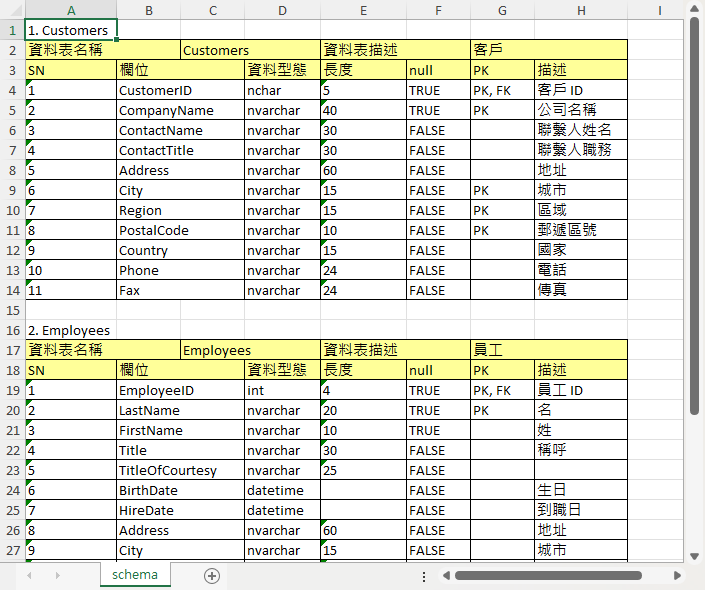 A B C D E F G H I
1 1. Customers
2 資料表名稱 Customers 資料表描述 客戶
3 SN 欄位 資料型態 長度 null PK 描述
4 1 CustomerID nchar 5 TRUE PK, FK 客戶 ID
5 2 CompanyName nvarchar 40 TRUE PK 公司名稱
6 3 ContactName nvarchar 30 FALSE 聯繫人姓名
7 4 ContactTitle nvarchar 30 FALSE 聯繫人職務
8 5 Address nvarchar 60 FALSE 地址
9 6 City nvarchar 15 FALSE PK 城市
10 7 Region nvarchar 15 FALSE PK 區域
11 8 PostalCode nvarchar 10 FALSE PK 郵遞區號
12 9 Country nvarchar 15 FALSE 國家
13 10 Phone nvarchar 24 FALSE 電話
14 11 Fax nvarchar 24 FALSE 傳真
15
16 2. Employees
17 資料表名稱 Employees 資料表描述 員工
18 SN 欄位 資料型態 長度 null PK 描述
19 1 EmployeeID int 4 TRUE PK, FK 員工 ID
20 2 LastName nvarchar 20 TRUE PK 名
21 3 FirstName nvarchar 10 TRUE 姓
22 4 Title nvarchar 30 FALSE 稱呼
23 5 TitleOfCourtesy nvarchar 25 FALSE
24 6 BirthDate datetime FALSE 生日
25 7 HireDate datetime FALSE 到職日
26 8 Address nvarchar 60 FALSE 地址
27 9 City nvarchar 15 FALSE 城市
schema